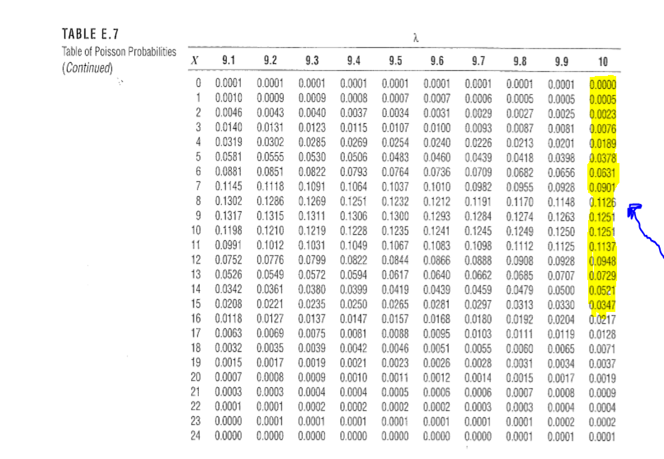 TABLE E.7
Table of Poisson Probabilities
(Continued)
λ
X 9.1 9.2 9.3 9.4 9.5 9.6 9.7 9.8 9.9 10
0 0.0001 0.0001 0.0001 0.0001 0.0001 0.0001 0.0001 0.0001 0.0001 0.0000
1 0.0010 0.0009 0.0009 0.0008 0.0007 0.0007 0.0006 0.0005 0.0005 0.0005
2 0.0046 0.0043 0.0040 0.0037 0.0034 0.0031 0.0029 0.0027 0.0025 0.0023
3 0.0140 0.0131 0.0123 0.0115 0.0107 0.0100 0.0093 0.0087 0.0081 0.0076
4 0.0319 0.0302 0.0285 0.0269 0.0254 0.0240 0.0226 0.0213 0.0201 0.0189
5 0.0581 0.0555 0.0530 0.0506 0.0483 0.0460 0.0439 0.0418 0.0398 0.0378
6 0.0881 0.0851 0.0822 0.0793 0.0764 0.0736 0.0709 0.0682 0.0656 0.0631
7 0.1145 0.1118 0.1091 0.1064 0.1037 0.1010 0.0982 0.0955 0.0928 0.0901
8 0.1302 0.1286 0.1269 0.1251 0.1232 0.1212 0.1191 0.1170 0.1148 0.1126
9 0.1317 0.1315 0.1311 0.1306 0.1300 0.1293 0.1284 0.1274 0.1263 0.1251
10 0.1198 0.1210 0.1219 0.1228 0.1235 0.1241 0.1245 0.1249 0.1250 0.1251
11 0.0991 0.1012 0.1031 0.1049 0.1067 0.1083 0.1098 0.1112 0.1125 0.1137
12 0.0752 0.0776 0.0799 0.0822 0.0844 0.0866 0.0888 0.0908 0.0928 0.0948
13 0.0526 0.0549 0.0572 0.0594 0.0617 0.0640 0.0662 0.0685 0.0707 0.0729
14 0.0342 0.0361 0.0380 0.0399 0.0419 0.0439 0.0459 0.0479 0.0500 0.0521
15 0.0208 0.0221 0.0235 0.0250 0.0265 0.0281 0.0297 0.0313 0.0330 0.0347
16 0.0118 0.0127 0.0137 0.0147 0.0157 0.0168 0.0180 0.0192 0.0204 0.0217
17 0.0063 0.0069 0.0075 0.0081 0.0088 0.0095 0.0103 0.0111 0.0119 0.0128
18 0.0032 0.0035 0.0039 0.0042 0.0046 0.0051 0.0055 0.0060 0.0065 0.0071
19 0.0015 0.0017 0.0019 0.0021 0.0023 0.0026 0.0028 0.0031 0.0034 0.0037
20 0.0007 0.0008 0.0009 0.0010 0.0011 0.0012 0.0014 0.0015 0.0017 0.0019
21 0.0003 0.0003 0.0004 0.0004 0.0005 0.0006 0.0006 0.0007 0.0008 0.0009
22 0.0001 0.0001 0.0002 0.0002 0.0002 0.0002 0.0003 0.0003 0.0004 0.0004
23 0.0000 0.0001 0.0001 0.0001 0.0001 0.0001 0.0001 0.0001 0.0002 0.0002
24 0.0000 0.0000 0.0000 0.0000 0.0000 0.0000 0.0000 0.0001 0.0001 0.0001